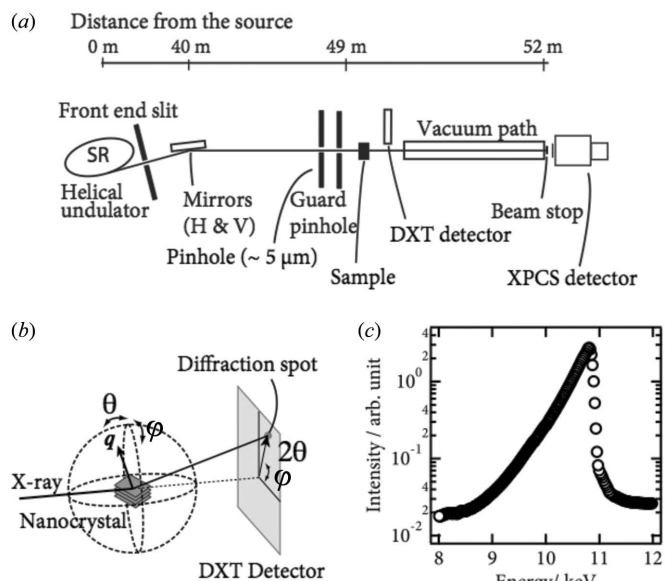 (a)
Distance from the source
0 m 40 m 49 m 52 m
Front end slit
SR
Helical
undulator
Mirrors
(H & V)
Pinhole (~ 5 μm)
Guard
pinhole
Sample
Vacuum path
DXT detector
Beam stop
XPCS detector
(b)
Diffraction spot
θ
φ
q
2θ
φ
X-ray
Nanocrystal
DXT Detector
(c)
Intensity / arb. unit
4
2
10⁰
4
2
10⁻¹
4
2
10⁻²
8 9 10 11 12
Energy/ keV